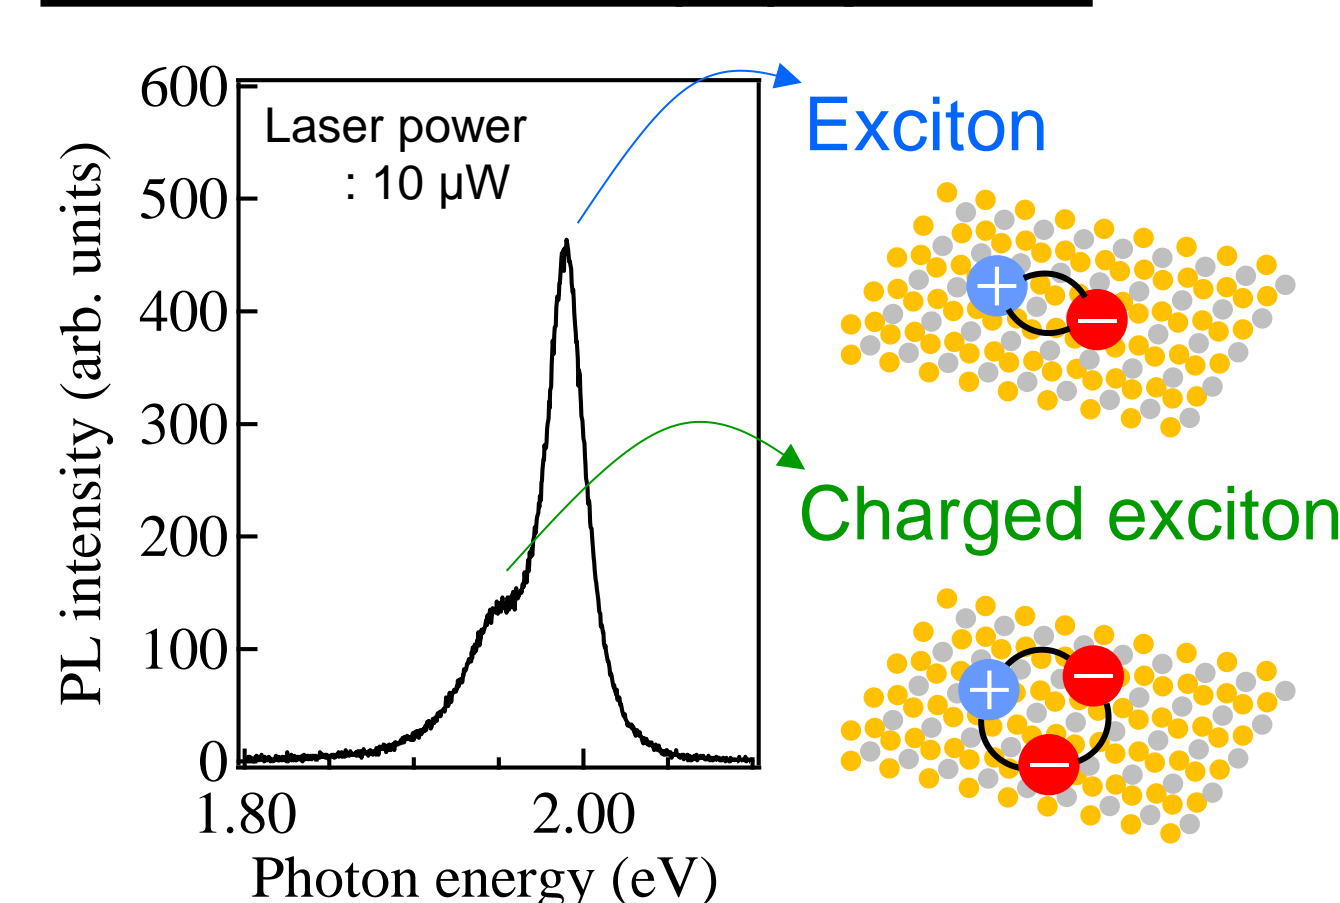 600
500
400
300
200
100
0
1.80
2.00
PL intensity (arb. units)
Photon energy (eV)
Laser power
: 10 µW
Exciton
+
−
Charged exciton
+
−
−